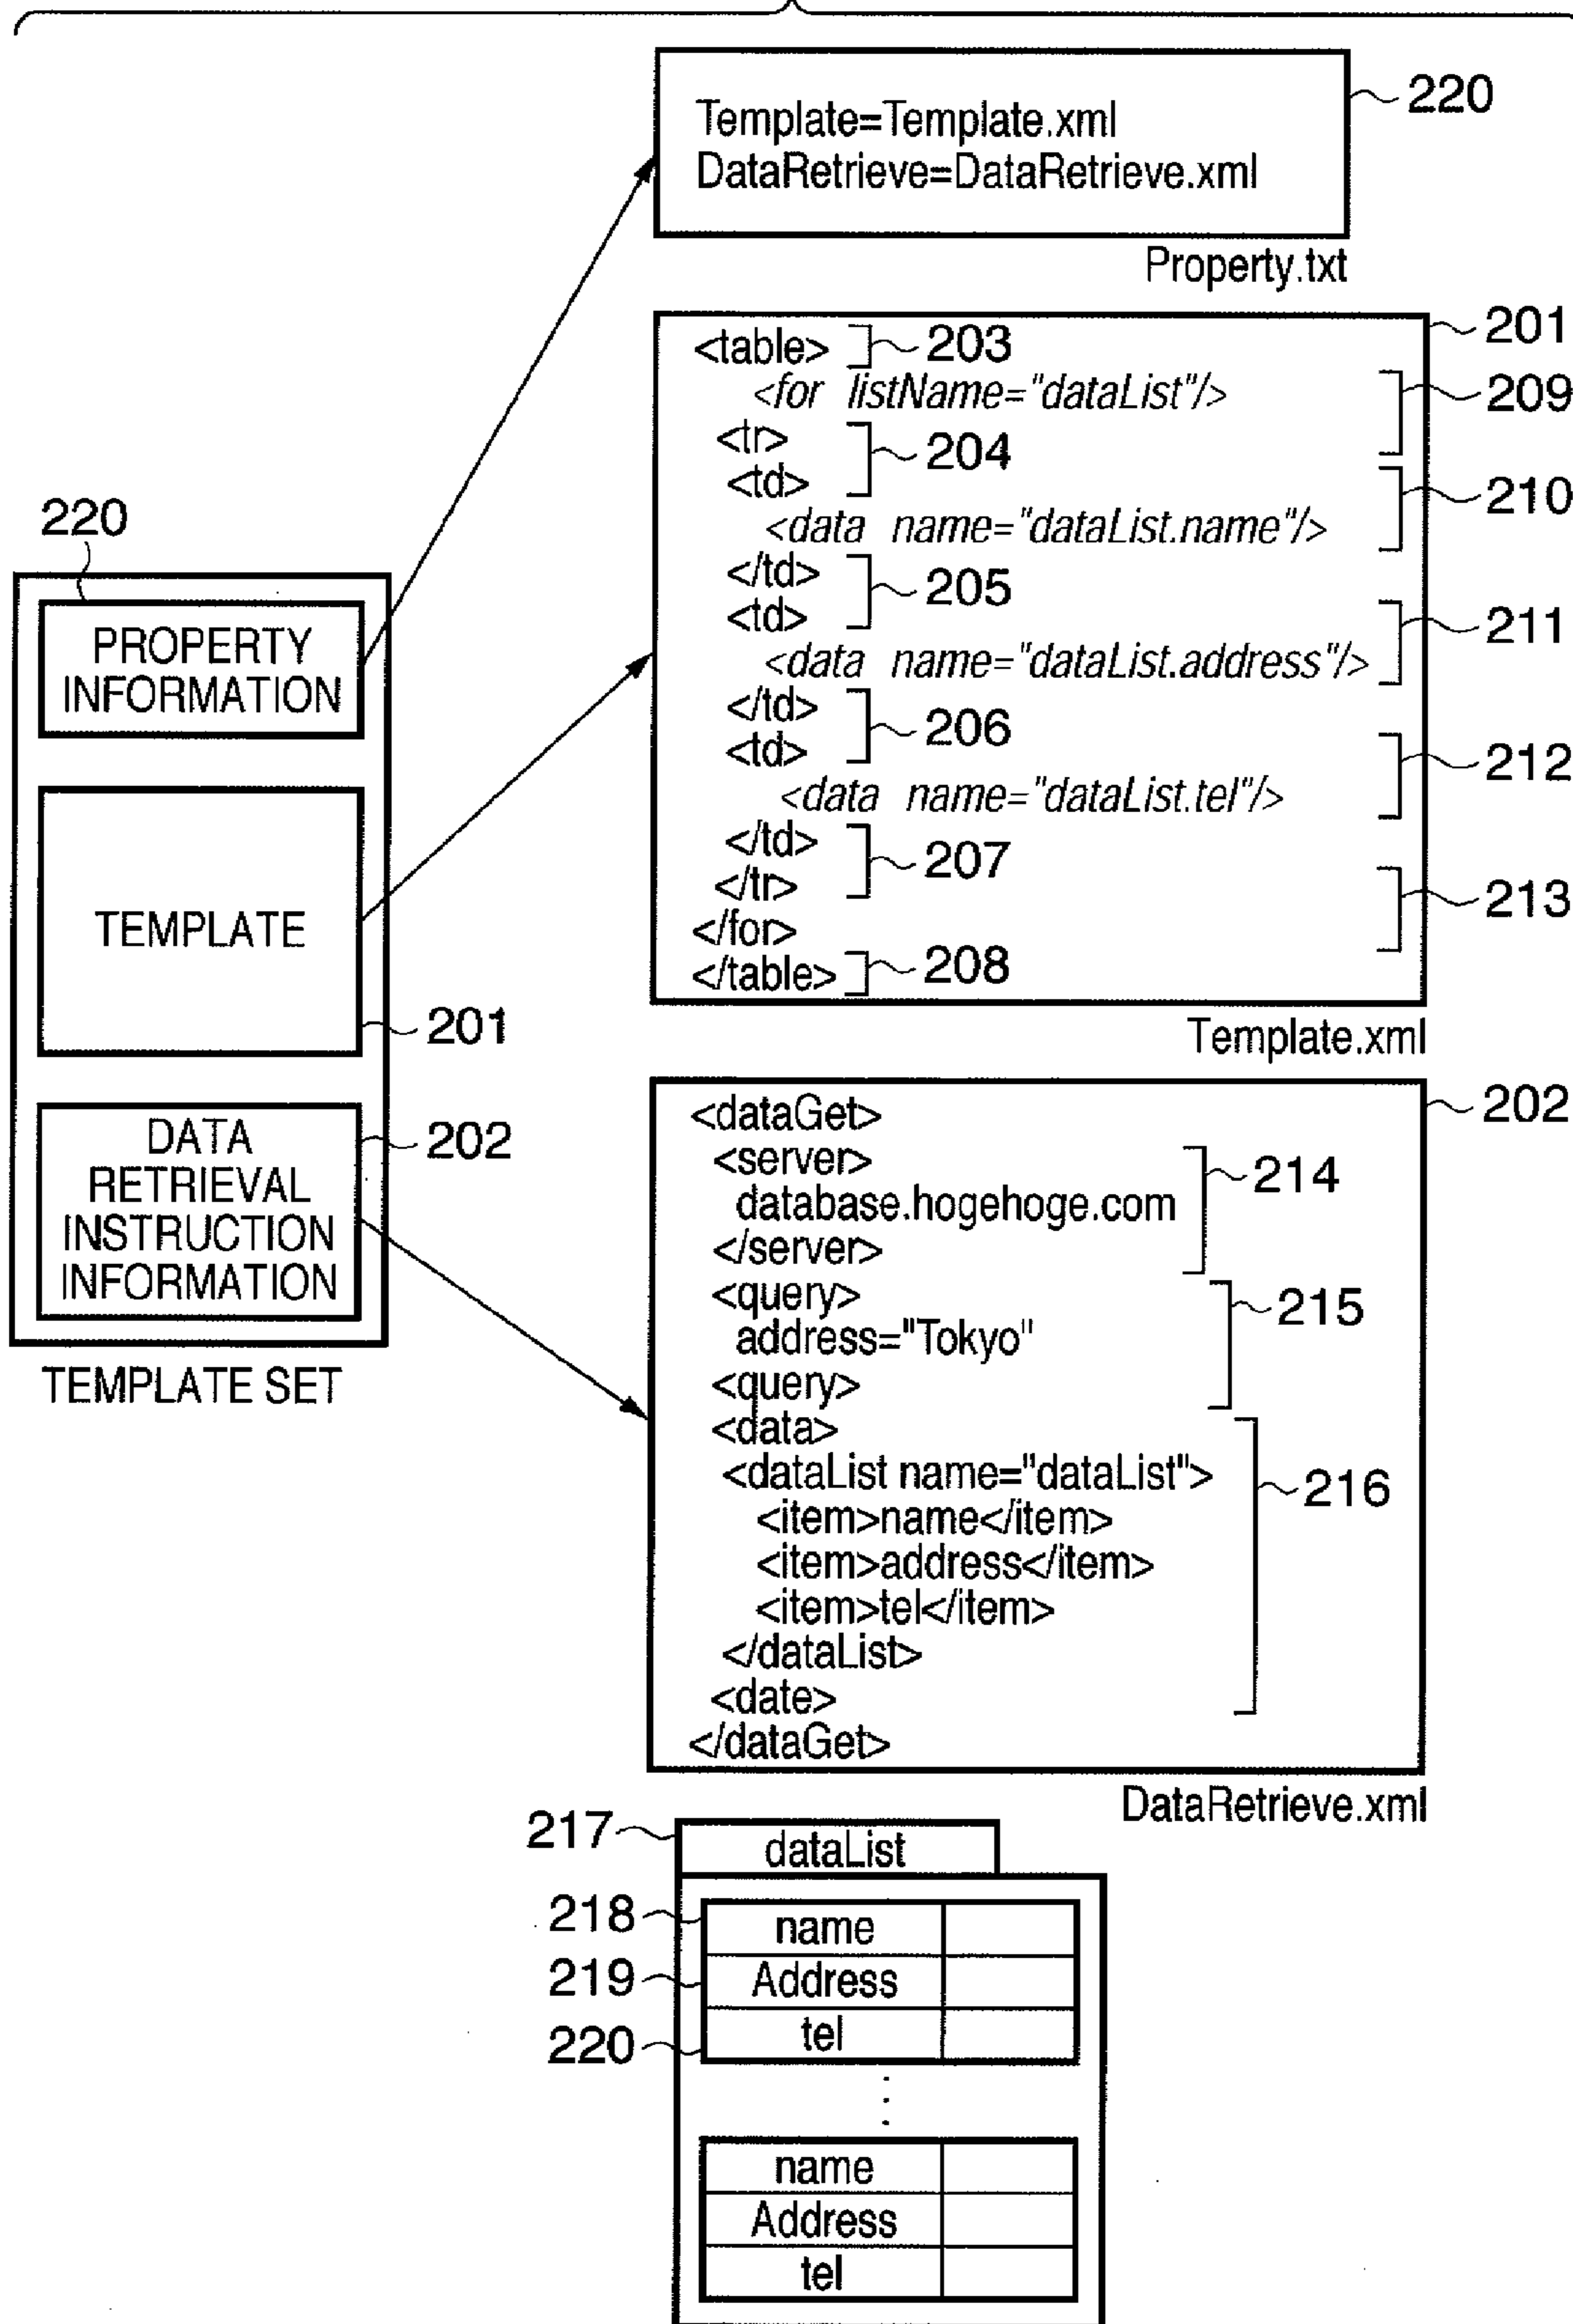 220
PROPERTY
INFORMATION
TEMPLATE
201
DATA
RETRIEVAL
INSTRUCTION
INFORMATION
202
TEMPLATE SET
Template=Template.xml
DataRetrieve=DataRetrieve.xml
220
Property.txt
201
<table> 203
<for listName="dataList"/> 209
<tr>
204
<td>
210
<data name="dataList.name"/>
</td>
205
<td>
211
<data name="dataList.address"/>
</td>
206
<td>
212
<data name="dataList.tel"/>
</td>
207
</tr>
213
</for>
</table> 208
Template.xml
202
<dataGet>
<server>
214
database.hogehoge.com
</server>
<query>
215
address="Tokyo"
<query>
<data>
<dataList name="dataList">
216
<item>name</item>
<item>address</item>
<item>tel</item>
</dataList>
<date>
</dataGet>
DataRetrieve.xml
217 dataList
218 name
219 Address
220 tel
name
Address
tel